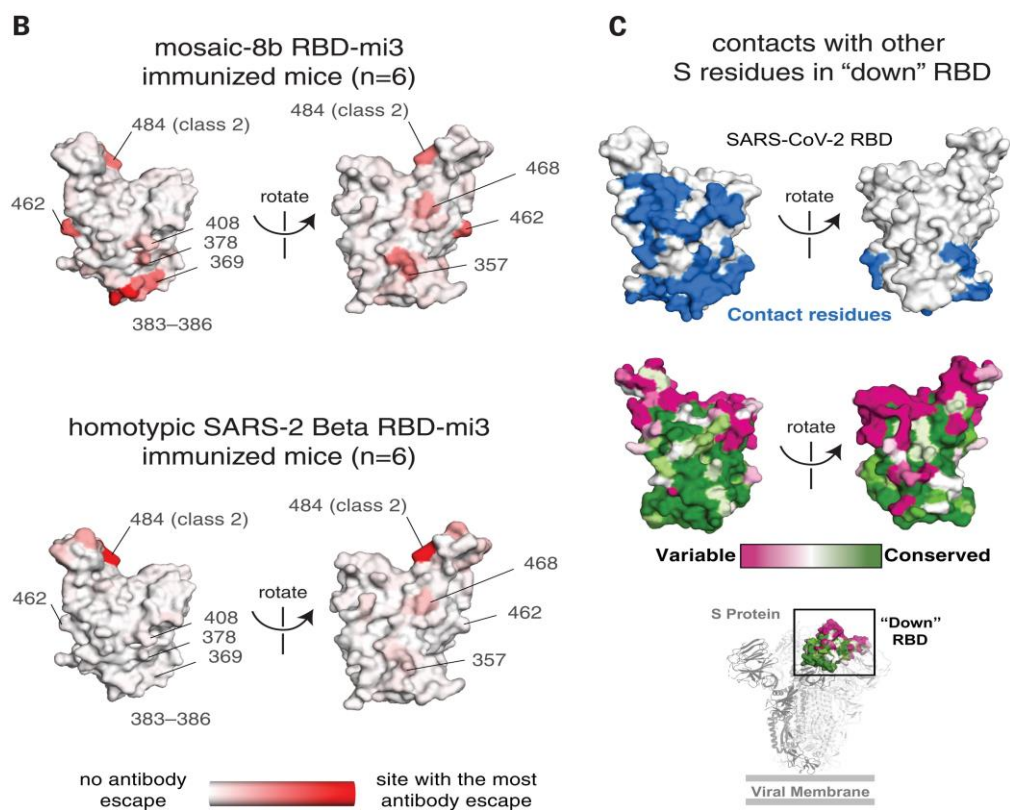 B
mosaic-8b RBD-mi3
immunized mice (n=6)
484 (class 2)
484 (class 2)
462
rotate
468
462
408
378
369
357
383–386
homotypic SARS-2 Beta RBD-mi3
immunized mice (n=6)
484 (class 2)
484 (class 2)
462
rotate
468
462
408
378
369
357
383–386
no antibody
escape
site with the most
antibody escape
C
contacts with other
S residues in “down” RBD
SARS-CoV-2 RBD
rotate
Contact residues
rotate
Variable
Conserved
S Protein
“Down”
RBD
Viral Membrane